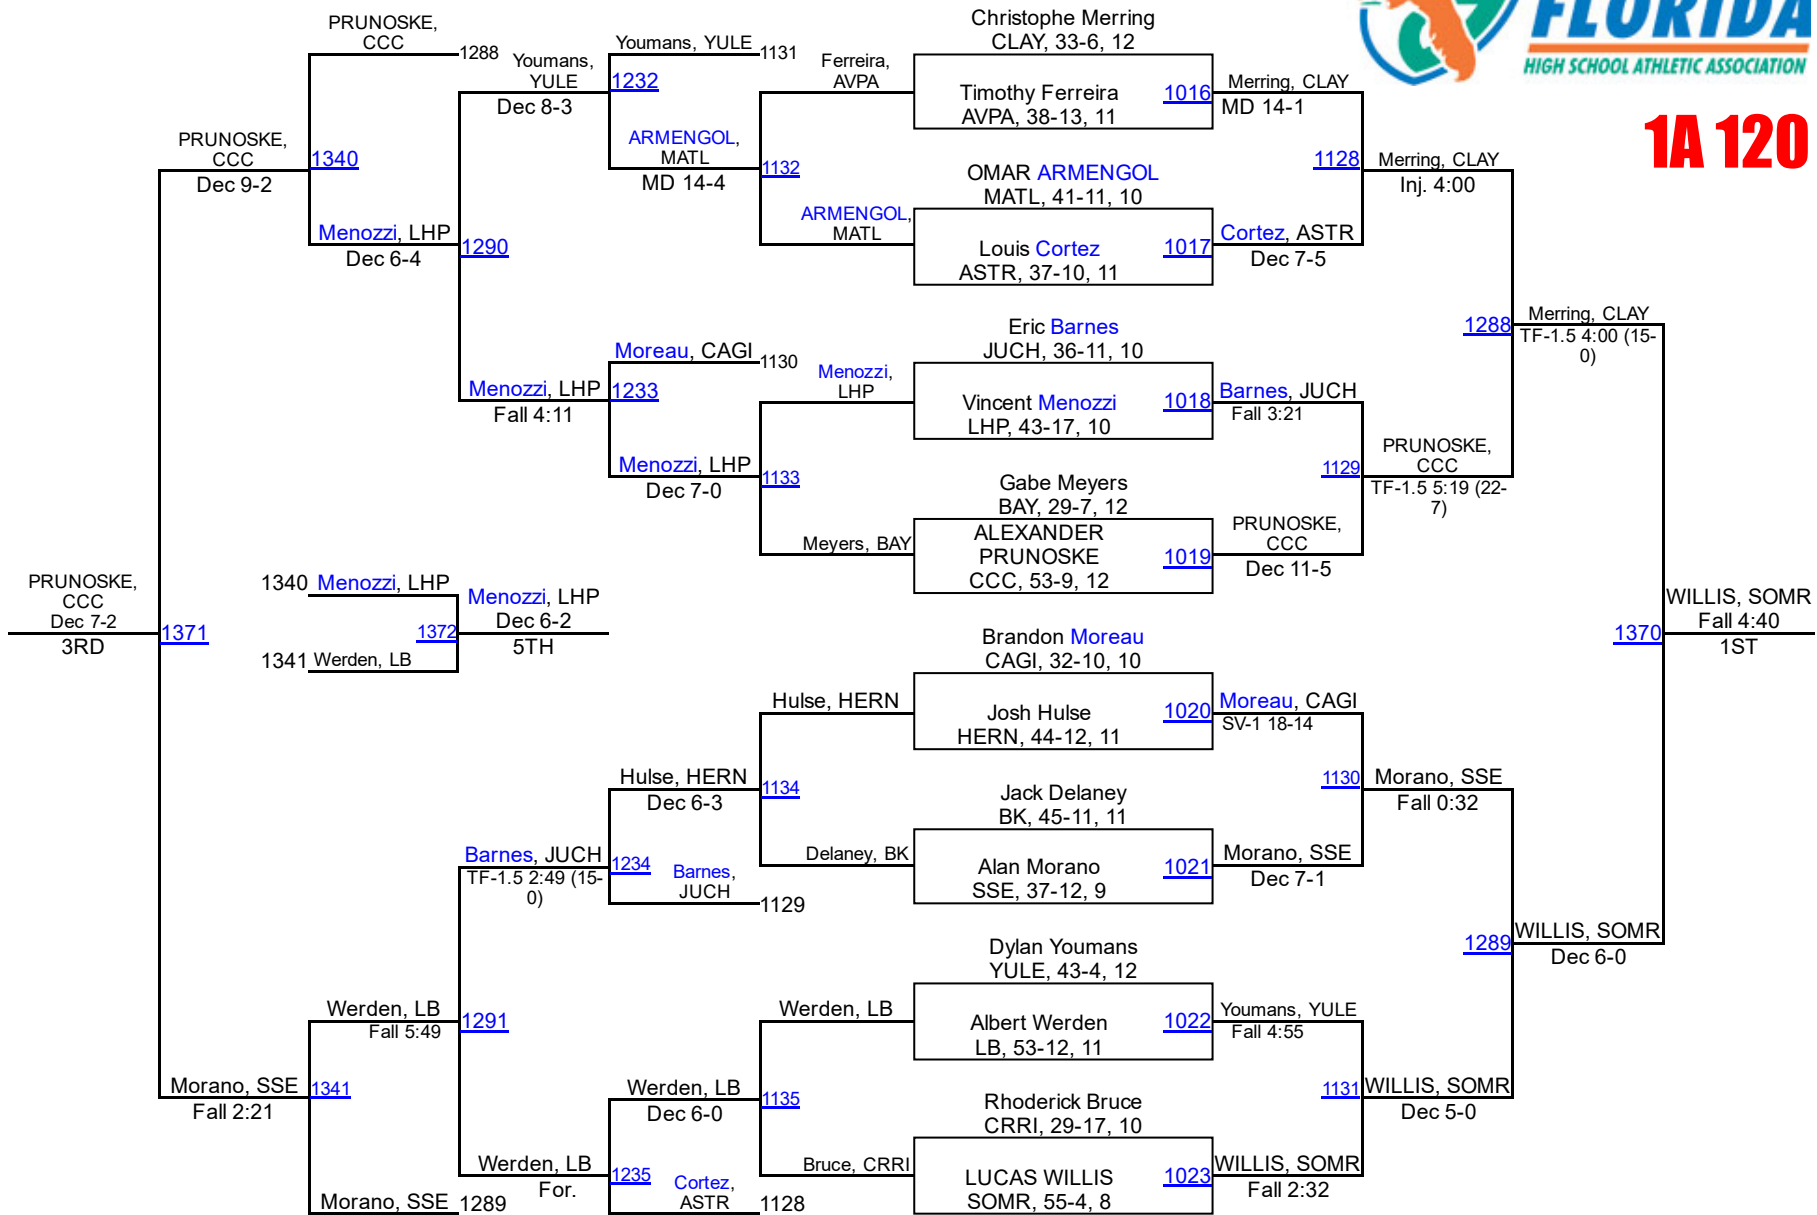 FLORIDA
HIGH SCHOOL ATHLETIC ASSOCIATION
1A 120
PRUNOSKE,
CCC
1288
Youmans,
YULE
Dec 8-3
1232
Youmans, YULE
1131
Ferreira,
AVPA
ARMENGOL,
MATL
MD 14-4
1132
ARMENGOL,
MATL
PRUNOSKE,
CCC
Dec 9-2
1340
Menozzi, LHP
Dec 6-4
1290
Menozzi, LHP
Fall 4:11
1233
Moreau, CAGI
1130
Menozzi,
LHP
Menozzi, LHP
Dec 7-0
1133
Meyers, BAY
PRUNOSKE,
CCC
Dec 7-2
3RD
1371
1340
Menozzi, LHP
1341
Werden, LB
1372
Menozzi, LHP
Dec 6-2
5TH
Hulse, HERN
Hulse, HERN
Dec 6-3
1134
Delaney, BK
Barnes, JUCH
TF-1.5 2:49 (15-
0)
1234
Barnes,
JUCH
1129
Werden, LB
Fall 5:49
1291
Werden, LB
Morano, SSE
Fall 2:21
1341
Werden, LB
Dec 6-0
1135
Bruce, CRRI
Werden, LB
For.
1235
Cortez,
ASTR
1128
Morano, SSE
1289
Christophe Merring
CLAY, 33-6, 12
Timothy Ferreira
AVPA, 38-13, 11
1016
Merring, CLAY
MD 14-1
OMAR ARMENGOL
MATL, 41-11, 10
Louis Cortez
ASTR, 37-10, 11
1017
Cortez, ASTR
Dec 7-5
1128
Merring, CLAY
Inj. 4:00
Eric Barnes
JUCH, 36-11, 10
Vincent Menozzi
LHP, 43-17, 10
1018
Barnes, JUCH
Fall 3:21
Gabe Meyers
BAY, 29-7, 12
ALEXANDER
PRUNOSKE
CCC, 53-9, 12
1019
PRUNOSKE,
CCC
Dec 11-5
1129
PRUNOSKE,
CCC
TF-1.5 5:19 (22-
7)
1288
Merring, CLAY
TF-1.5 4:00 (15-
0)
Brandon Moreau
CAGI, 32-10, 10
Josh Hulse
HERN, 44-12, 11
1020
Moreau, CAGI
SV-1 18-14
Jack Delaney
BK, 45-11, 11
Alan Morano
SSE, 37-12, 9
1021
Morano, SSE
Dec 7-1
1130
Morano, SSE
Fall 0:32
Dylan Youmans
YULE, 43-4, 12
Albert Werden
LB, 53-12, 11
1022
Youmans, YULE
Fall 4:55
Rhoderick Bruce
CRRI, 29-17, 10
LUCAS WILLIS
SOMR, 55-4, 8
1023
WILLIS, SOMR
Fall 2:32
1131
WILLIS, SOMR
Dec 5-0
1289
WILLIS, SOMR
Dec 6-0
1370
WILLIS, SOMR
Fall 4:40
1ST